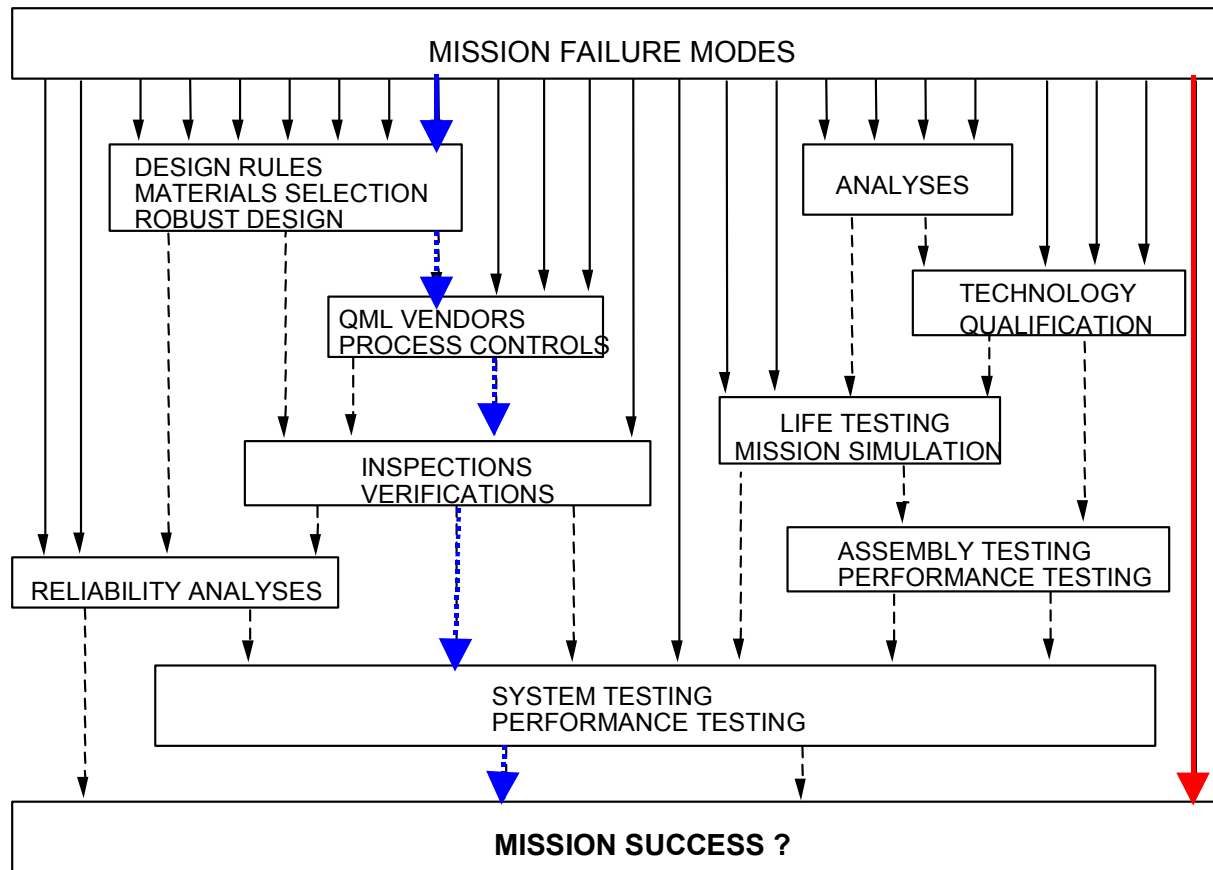 MISSION FAILURE MODES
DESIGN RULES
MATERIALS SELECTION
ROBUST DESIGN
ANALYSES
TECHNOLOGY
QUALIFICATION
QML VENDORS
PROCESS CONTROLS
LIFE TESTING
MISSION SIMULATION
INSPECTIONS
VERIFICATIONS
ASSEMBLY TESTING
PERFORMANCE TESTING
RELIABILITY ANALYSES
SYSTEM TESTING
PERFORMANCE TESTING
MISSION SUCCESS ?